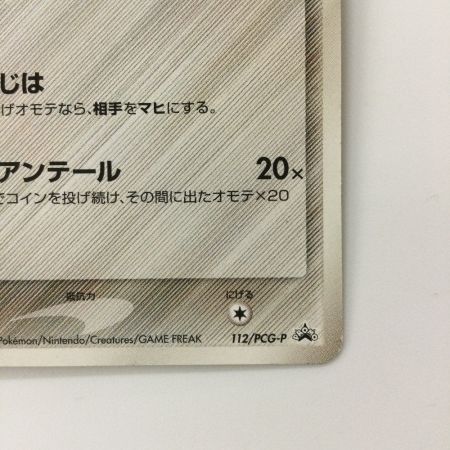 じは
げオモテなら、相手をマヒにする。
アンテール 20×
でコインを投げ続け、その間に出たオモテ×20
抵抗力 にげる
Pokémon/Nintendo/Creatures/GAME FREAK 112/PCG-P